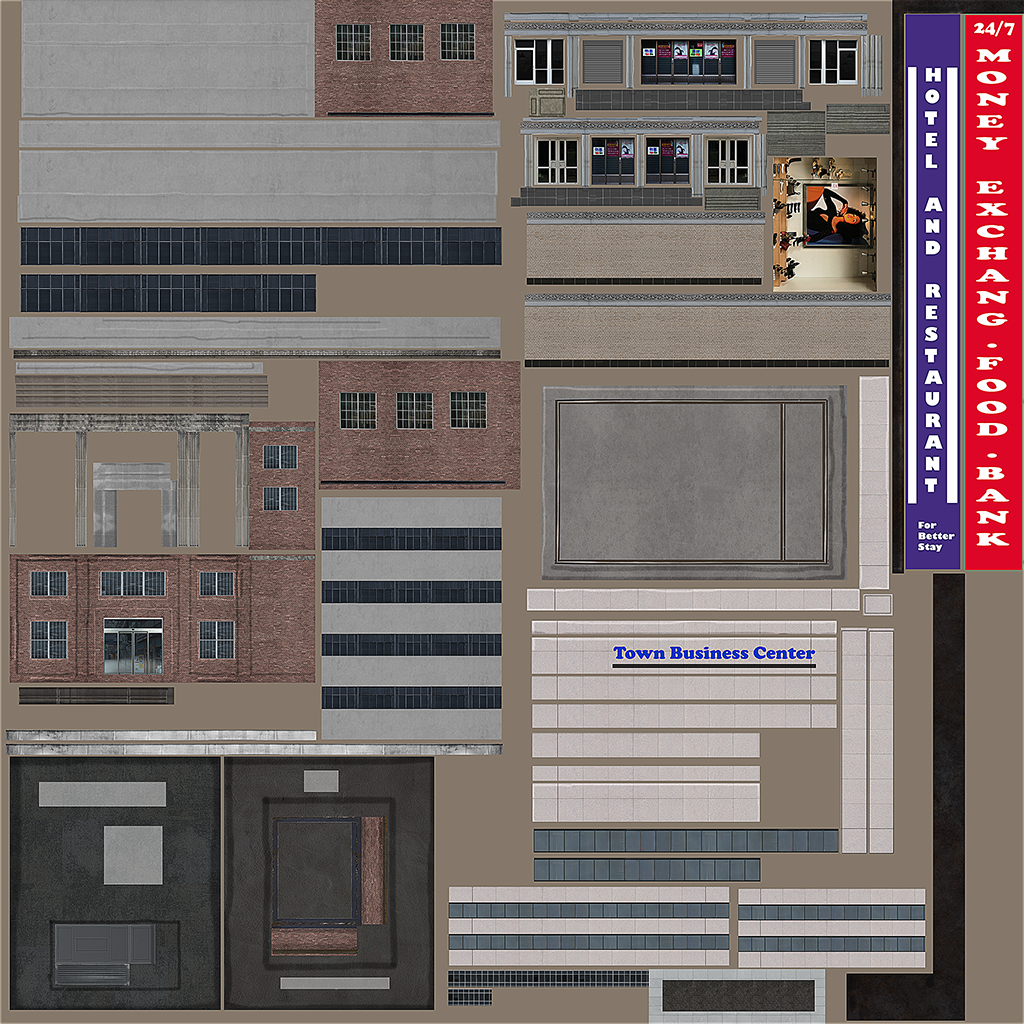 HOTEL AND RESTAURANT
For
Better
Stay
24/7
MONEY EXCHANG·FOOD·BANK
Town Business Center